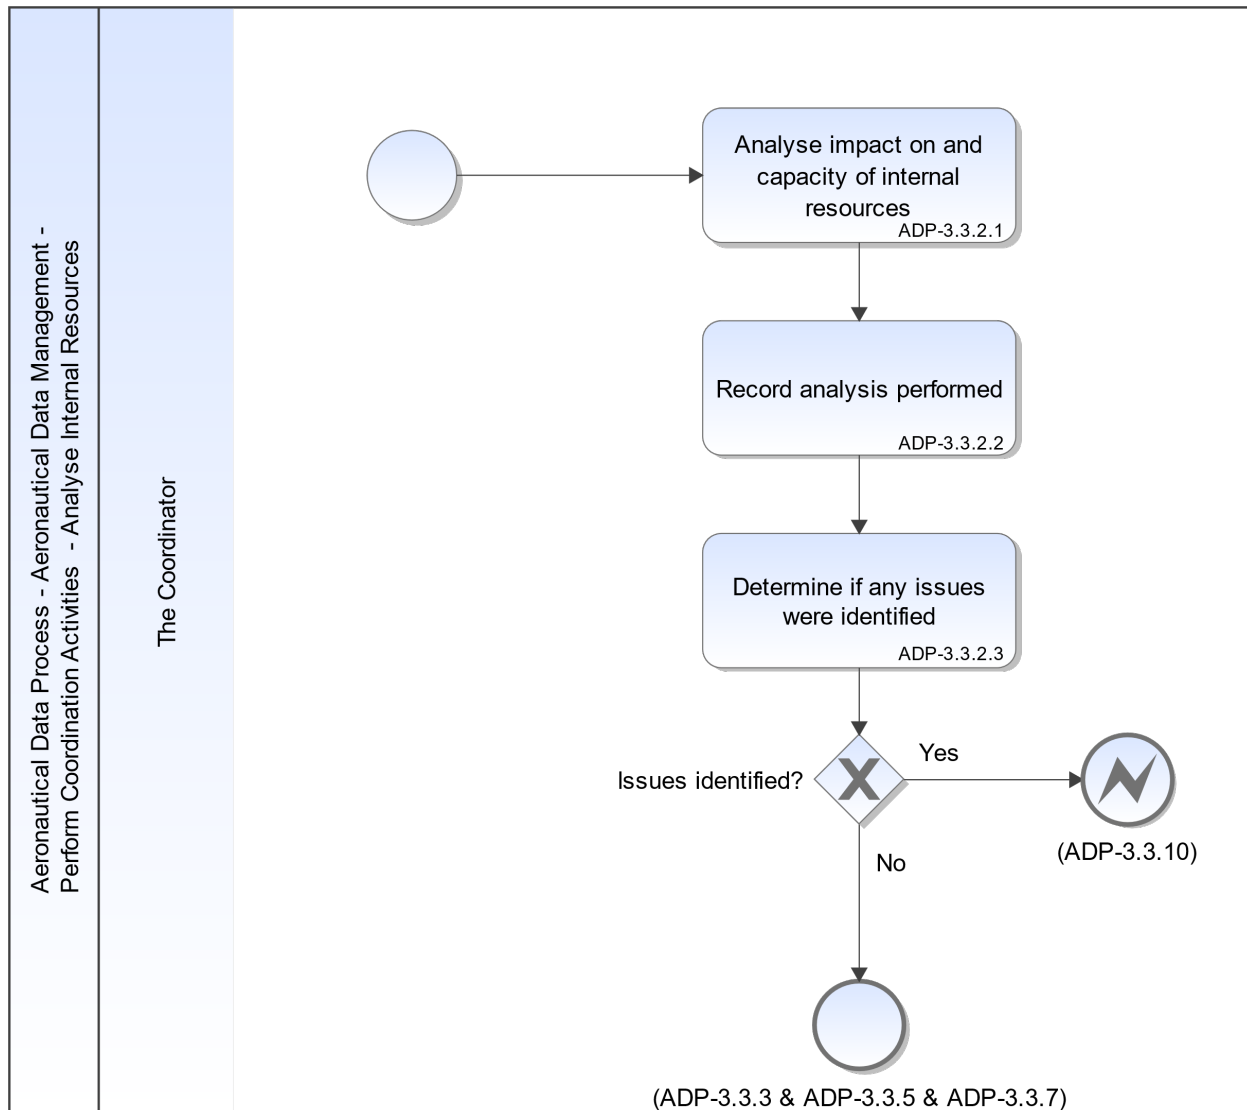 Aeronautical Data Process - Aeronautical Data Management -
Perform Coordination Activities - Analyse Internal Resources
The Coordinator
Analyse impact on and
capacity of internal
resources
ADP-3.3.2.1
Record analysis performed
ADP-3.3.2.2
Determine if any issues
were identified
ADP-3.3.2.3
Issues identified?
X
Yes
(ADP-3.3.10)
No
(ADP-3.3.3 & ADP-3.3.5 & ADP-3.3.7)